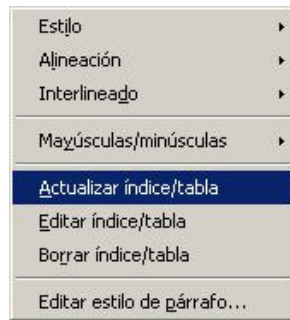 Estilo
Alineación
Interlineado
Mayúsculas/minúsculas
Actualizar índice/tabla
Editar índice/tabla
Borrar índice/tabla
Editar estilo de párrafo...